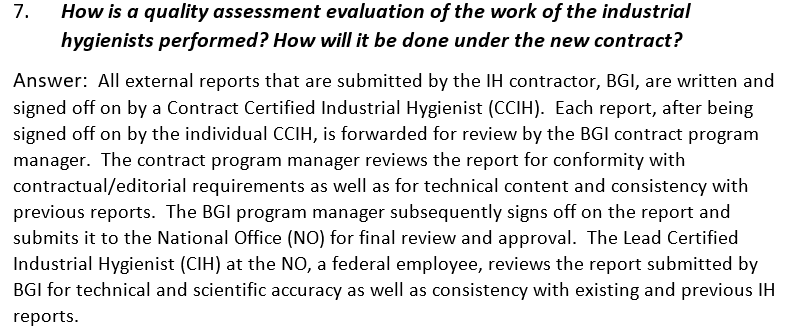 7. How is a quality assessment evaluation of the work of the industrial
hygienists performed? How will it be done under the new contract?
Answer: All external reports that are submitted by the IH contractor, BGI, are written and
signed off on by a Contract Certified Industrial Hygienist (CCIH). Each report, after being
signed off on by the individual CCIH, is forwarded for review by the BGI contract program
manager. The contract program manager reviews the report for conformity with
contractual/editorial requirements as well as for technical content and consistency with
previous reports. The BGI program manager subsequently signs off on the report and
submits it to the National Office (NO) for final review and approval. The Lead Certified
Industrial Hygienist (CIH) at the NO, a federal employee, reviews the report submitted by
BGI for technical and scientific accuracy as well as consistency with existing and previous IH
reports.